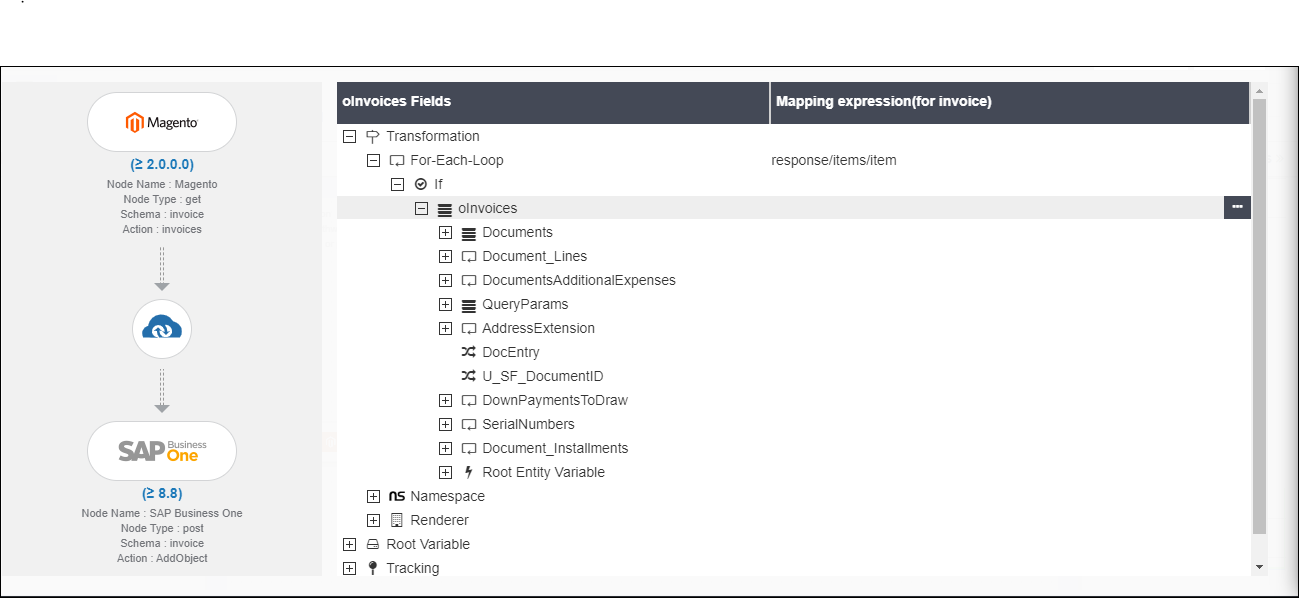 Magento
(≥ 2.0.0.0)
Node Name : Magento
Node Type : get
Schema : invoice
Action : invoices
SAP Business One
(≥ 8.8)
Node Name : SAP Business One
Node Type : post
Schema : invoice
Action : AddObject
oInvoices Fields Mapping expression(for invoice)
Transformation
For-Each-Loop response/items/item
If
oInvoices
Documents
Document_Lines
DocumentsAdditionalExpenses
QueryParams
AddressExtension
DocEntry
U_SF_DocumentID
DownPaymentsToDraw
SerialNumbers
Document_Installments
Root Entity Variable
ns Namespace
Renderer
Root Variable
Tracking